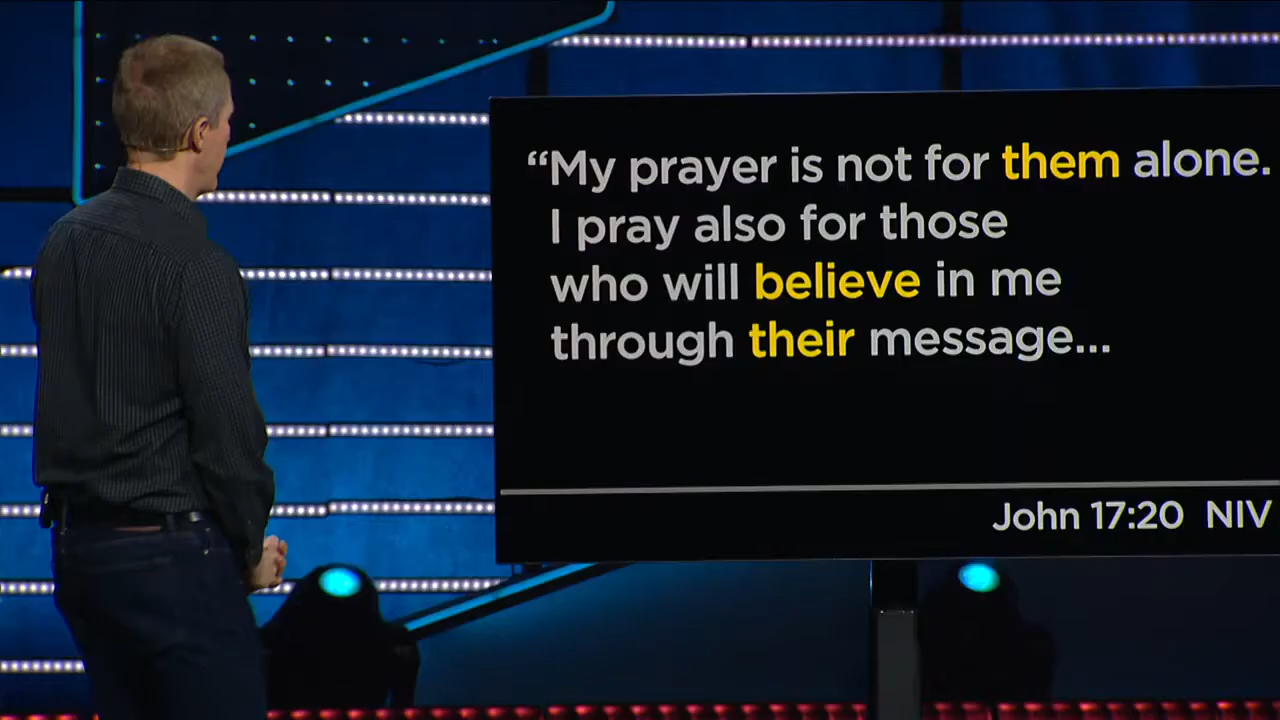 “My prayer is not for them alone.
I pray also for those
who will believe in me
through their message...
John 17:20 NIV